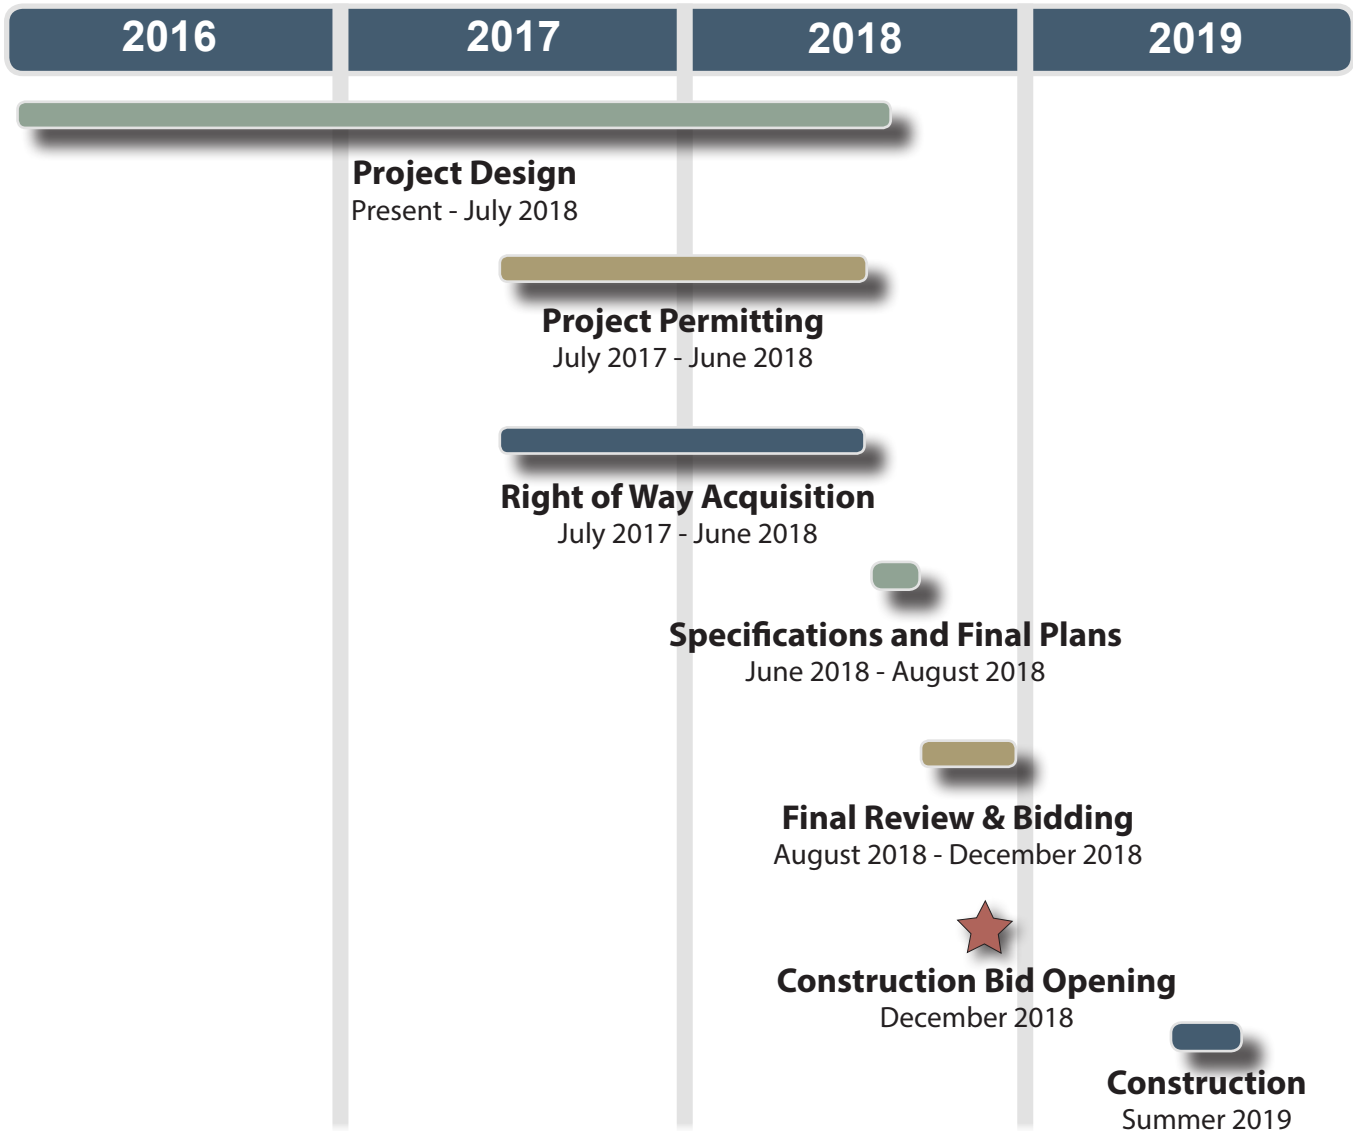 2016 2017 2018 2019
Project Design
Present - July 2018
Project Permitting
July 2017 - June 2018
Right of Way Acquisition
July 2017 - June 2018
Specifications and Final Plans
June 2018 - August 2018
Final Review & Bidding
August 2018 - December 2018
Construction Bid Opening
December 2018
Construction
Summer 2019